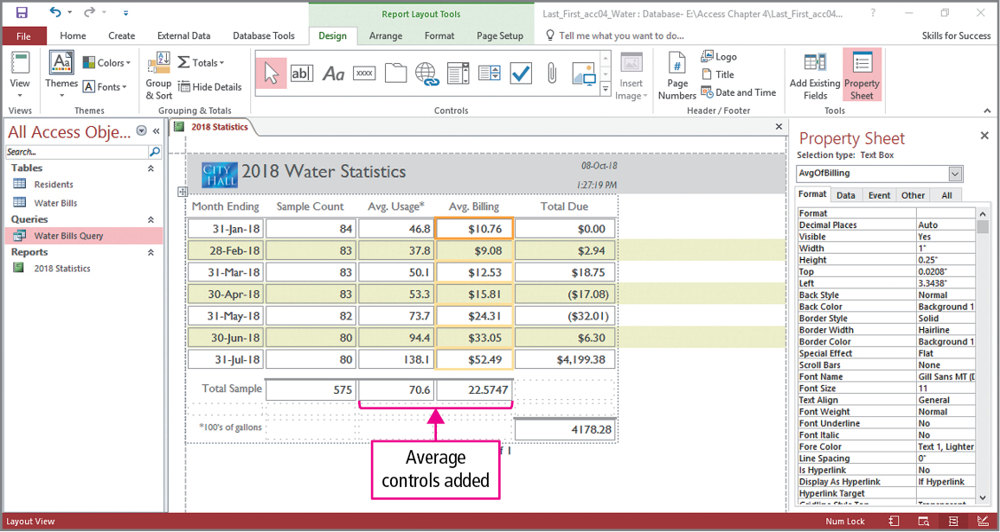 Report Layout Tools
Last_First_acc04_Water : Database- E:\Access Chapter 4\Last_First_acc04...
?
File Home Create External Data Database Tools Design Arrange Format Page Setup Tell me what you want to do... Skills for Success
View
Views
Themes
Aa
Colors
A Fonts
Themes
Group & Sort
Totals
Hide Details
Grouping & Totals
ab| Aa xxxx
Controls
Insert Image
Page Numbers
Logo
Title
Date and Time
Header / Footer
Add Existing Fields
Property Sheet
Tools
All Access Obje...
Search...
Tables
Residents
Water Bills
Queries
Water Bills Query
Reports
2018 Statistics
2018 Statistics
CITY HALL
2018 Water Statistics
08-Oct-18
1:27:19 PM
Month Ending Sample Count Avg. Usage* Avg. Billing Total Due
31-Jan-18 84 46.8 $10.76 $0.00
28-Feb-18 83 37.8 $9.08 $2.94
31-Mar-18 83 50.1 $12.53 $18.75
30-Apr-18 83 53.3 $15.81 ($17.08)
31-May-18 82 73.7 $24.31 ($32.01)
30-Jun-18 80 94.4 $33.05 $6.30
31-Jul-18 80 138.1 $52.49 $4,199.38
Total Sample 575 70.6 22.5747
*100's of gallons 4178.28
f 1
Average
controls added
Property Sheet
Selection type: Text Box
AvgOfBilling
Format Data Event Other All
Format
Decimal Places Auto
Visible Yes
Width 1"
Height 0.25"
Top 0.0208"
Left 3.3438"
Back Style Normal
Back Color Background 1
Border Style Solid
Border Width Hairline
Border Color Background 1
Special Effect Flat
Scroll Bars None
Font Name Gill Sans MT (D
Font Size 11
Text Align General
Font Weight Normal
Font Underline No
Font Italic No
Fore Color Text 1, Lighter
Line Spacing 0"
Is Hyperlink No
Display As Hyperlink If Hyperlink
Hyperlink Target
Layout View
Num Lock